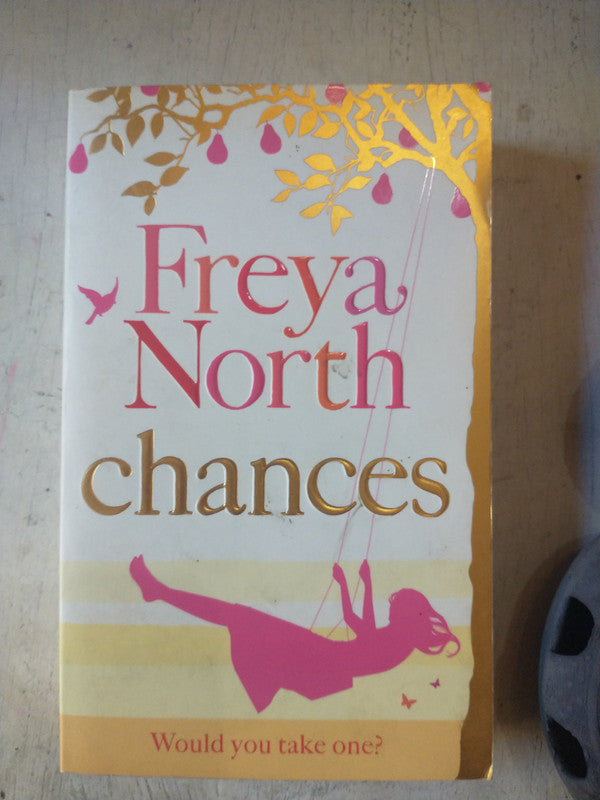 Freya
North
chances
Would you take one?